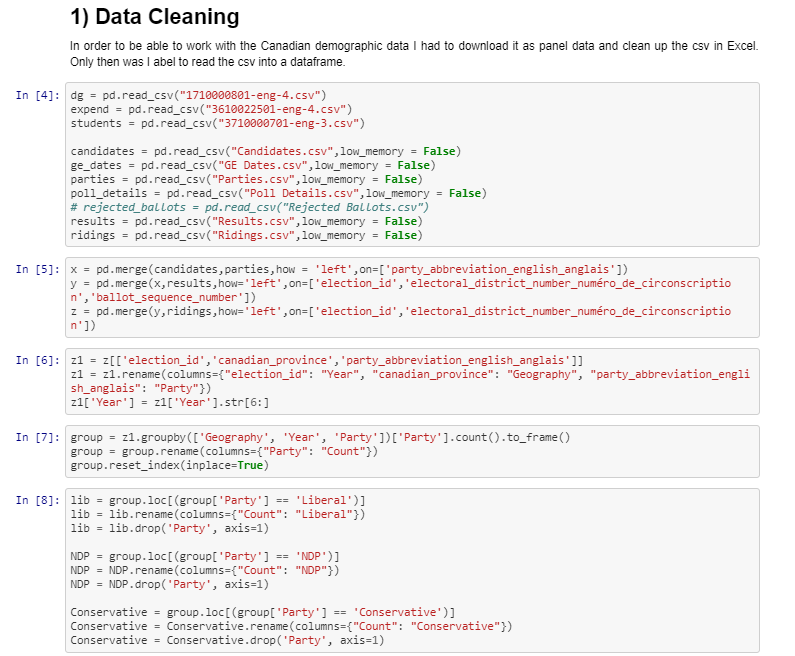 1) Data Cleaning
In order to be able to work with the Canadian demographic data I had to download it as panel data and clean up the csv in Excel.
Only then was I abel to read the csv into a dataframe.
In [4]: dg = pd.read_csv("1710000801-eng-4.csv")
expend = pd.read_csv("3610022501-eng-4.csv")
students = pd.read_csv("3710000701-eng-3.csv")
candidates = pd.read_csv("Candidates.csv",low_memory = False)
ge_dates = pd.read_csv("GE Dates.csv",low_memory = False)
parties = pd.read_csv("Parties.csv",low_memory = False)
poll_details = pd.read_csv("Poll Details.csv",low_memory = False)
# rejected_ballots = pd.read_csv("Rejected Ballots.csv")
results = pd.read_csv("Results.csv",low_memory = False)
ridings = pd.read_csv("Ridings.csv",low_memory = False)
In [5]: x = pd.merge(candidates,parties,how = 'left',on=['party_abbreviation_english_anglais'])
y = pd.merge(x,results,how='left',on=['election_id','electoral_district_number_numéro_de_circonscriptio
n','ballot_sequence_number'])
z = pd.merge(y,ridings,how='left',on=['election_id','electoral_district_number_numéro_de_circonscriptio
n'])
In [6]: z1 = z[['election_id','canadian_province','party_abbreviation_english_anglais']]
z1 = z1.rename(columns={"election_id": "Year", "canadian_province": "Geography", "party_abbreviation_engli
sh_anglais": "Party"})
z1['Year'] = z1['Year'].str[6:]
In [7]: group = z1.groupby(['Geography', 'Year', 'Party'])['Party'].count().to_frame()
group = group.rename(columns={"Party": "Count"})
group.reset_index(inplace=True)
In [8]: lib = group.loc[(group['Party'] == 'Liberal')]
lib = lib.rename(columns={"Count": "Liberal"})
lib = lib.drop('Party', axis=1)
NDP = group.loc[(group['Party'] == 'NDP')]
NDP = NDP.rename(columns={"Count": "NDP"})
NDP = NDP.drop('Party', axis=1)
Conservative = group.loc[(group['Party'] == 'Conservative')]
Conservative = Conservative.rename(columns={"Count": "Conservative"})
Conservative = Conservative.drop('Party', axis=1)